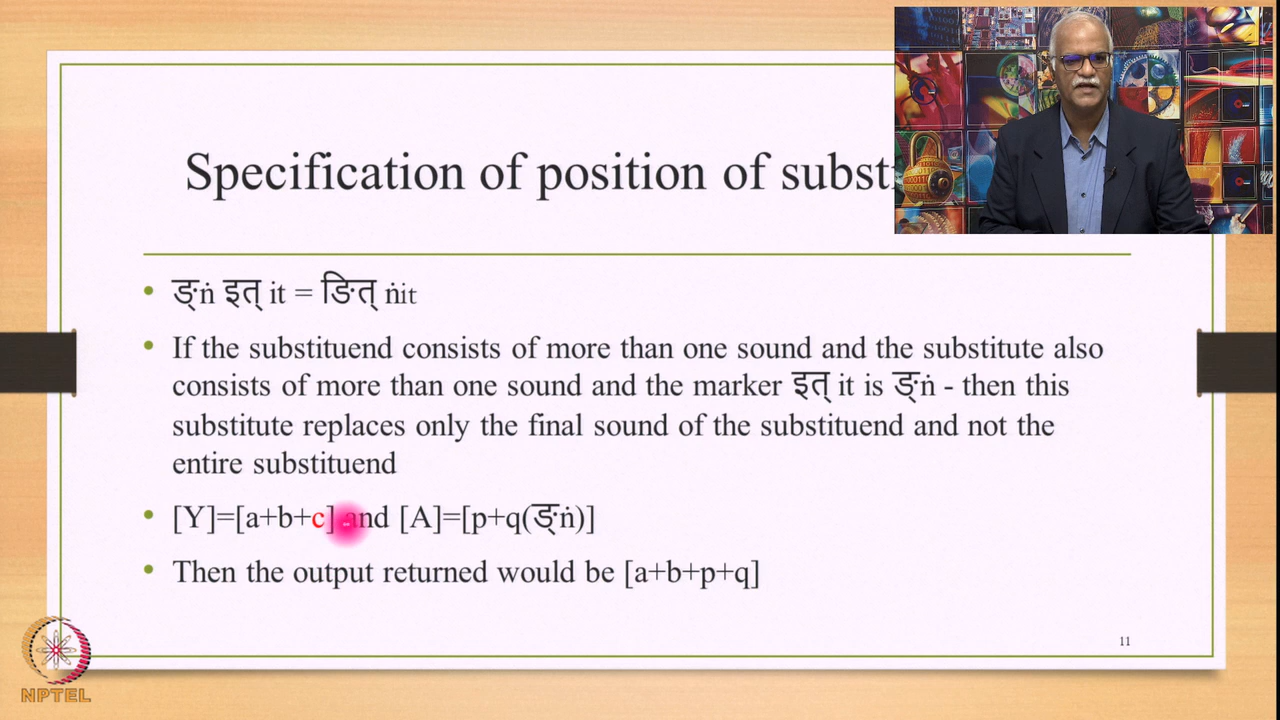 Specification of position of subst
ङ्ṅ इत् it = ङित् ṅit
If the substituend consists of more than one sound and the substitute also
consists of more than one sound and the marker इत् it is ङ्ṅ - then this
substitute replaces only the final sound of the substituend and not the
entire substituend
[Y]=[a+b+c] and [A]=[p+q(ङ्ṅ)]
Then the output returned would be [a+b+p+q]
11
NPTEL